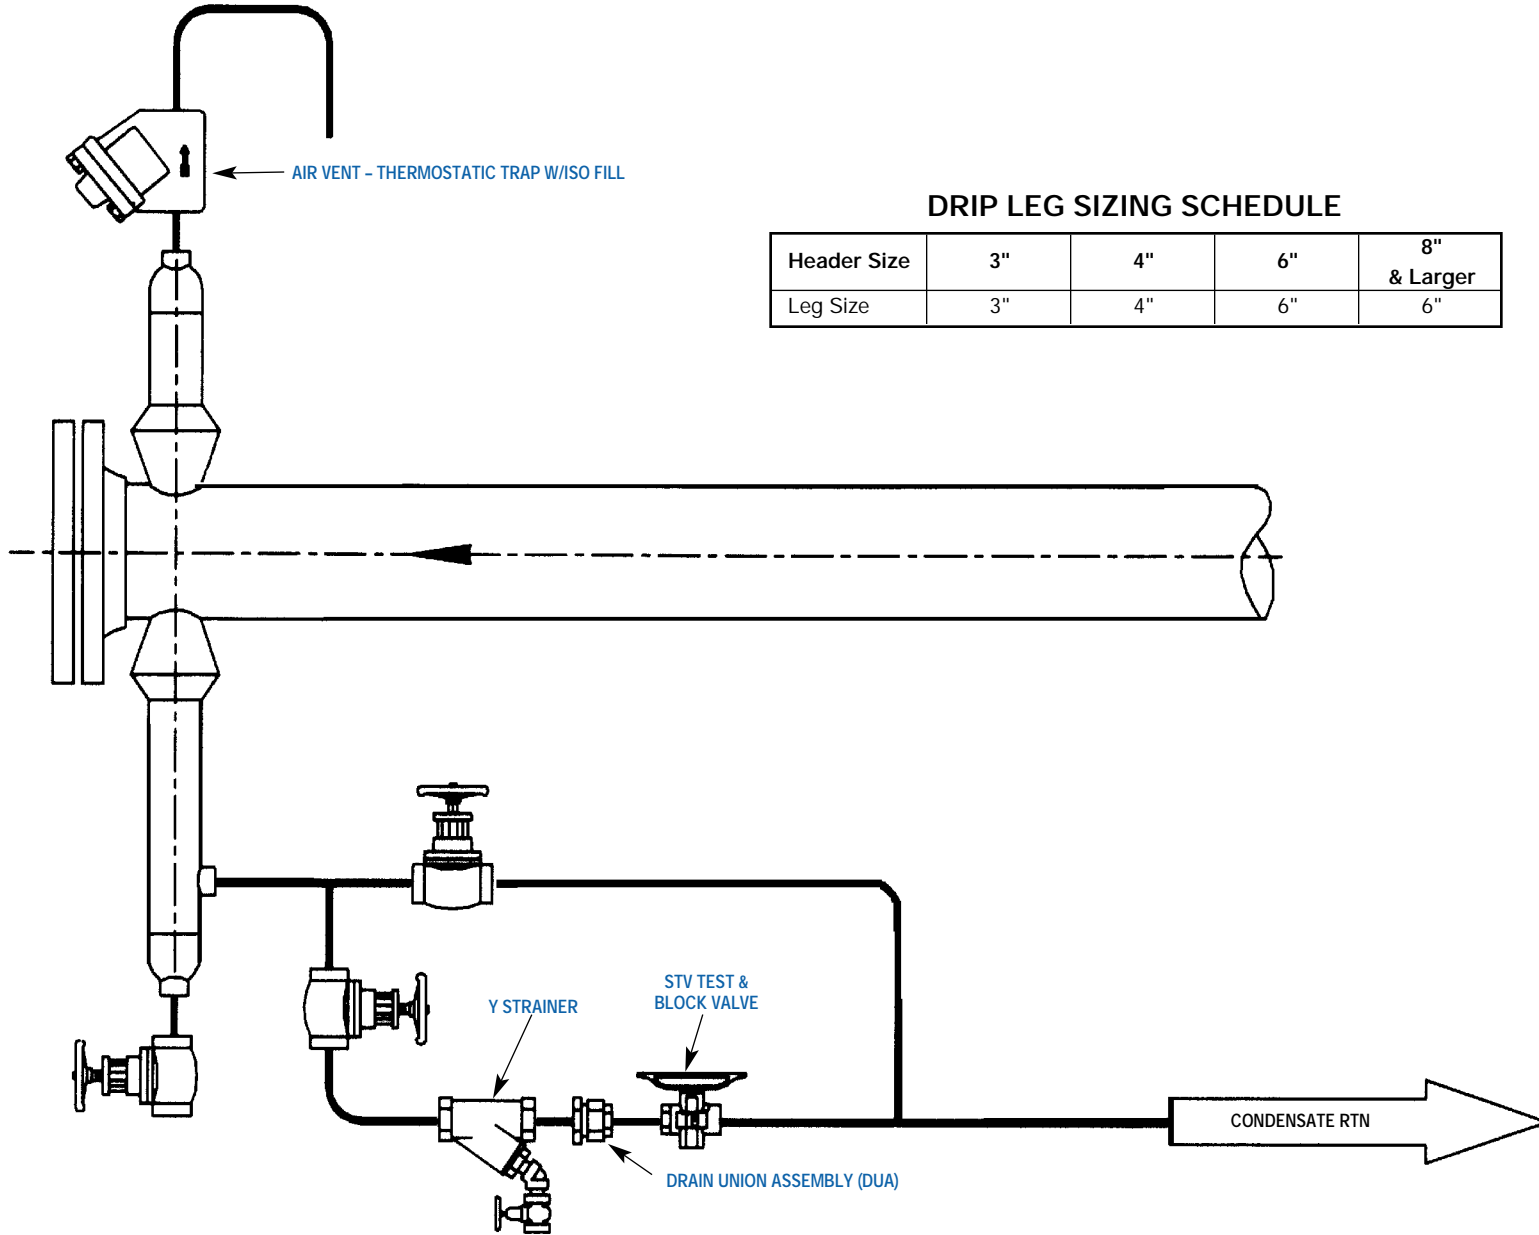 AIR VENT – THERMOSTATIC TRAP W/ISO FILL
DRIP LEG SIZING SCHEDULE
Header Size 3" 4" 6" 8" & Larger
Leg Size 3" 4" 6" 6"
Y STRAINER
STV TEST &
BLOCK VALVE
CONDENSATE RTN
DRAIN UNION ASSEMBLY (DUA)